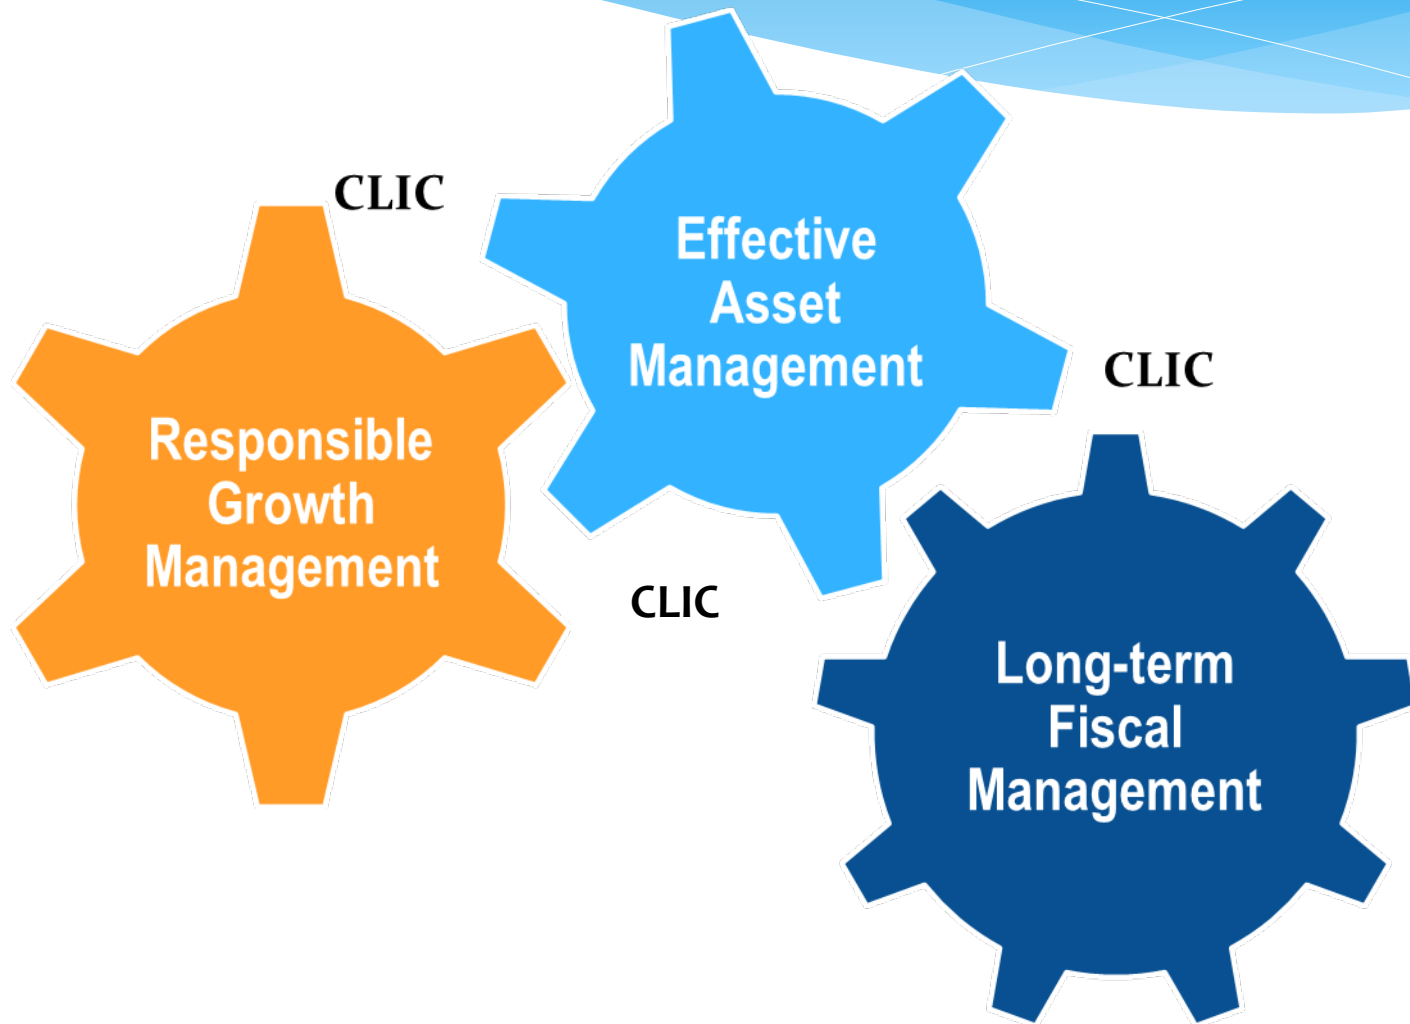 CLIC
Effective
Asset
Management
CLIC
Responsible
Growth
Management
CLIC
Long-term
Fiscal
Management